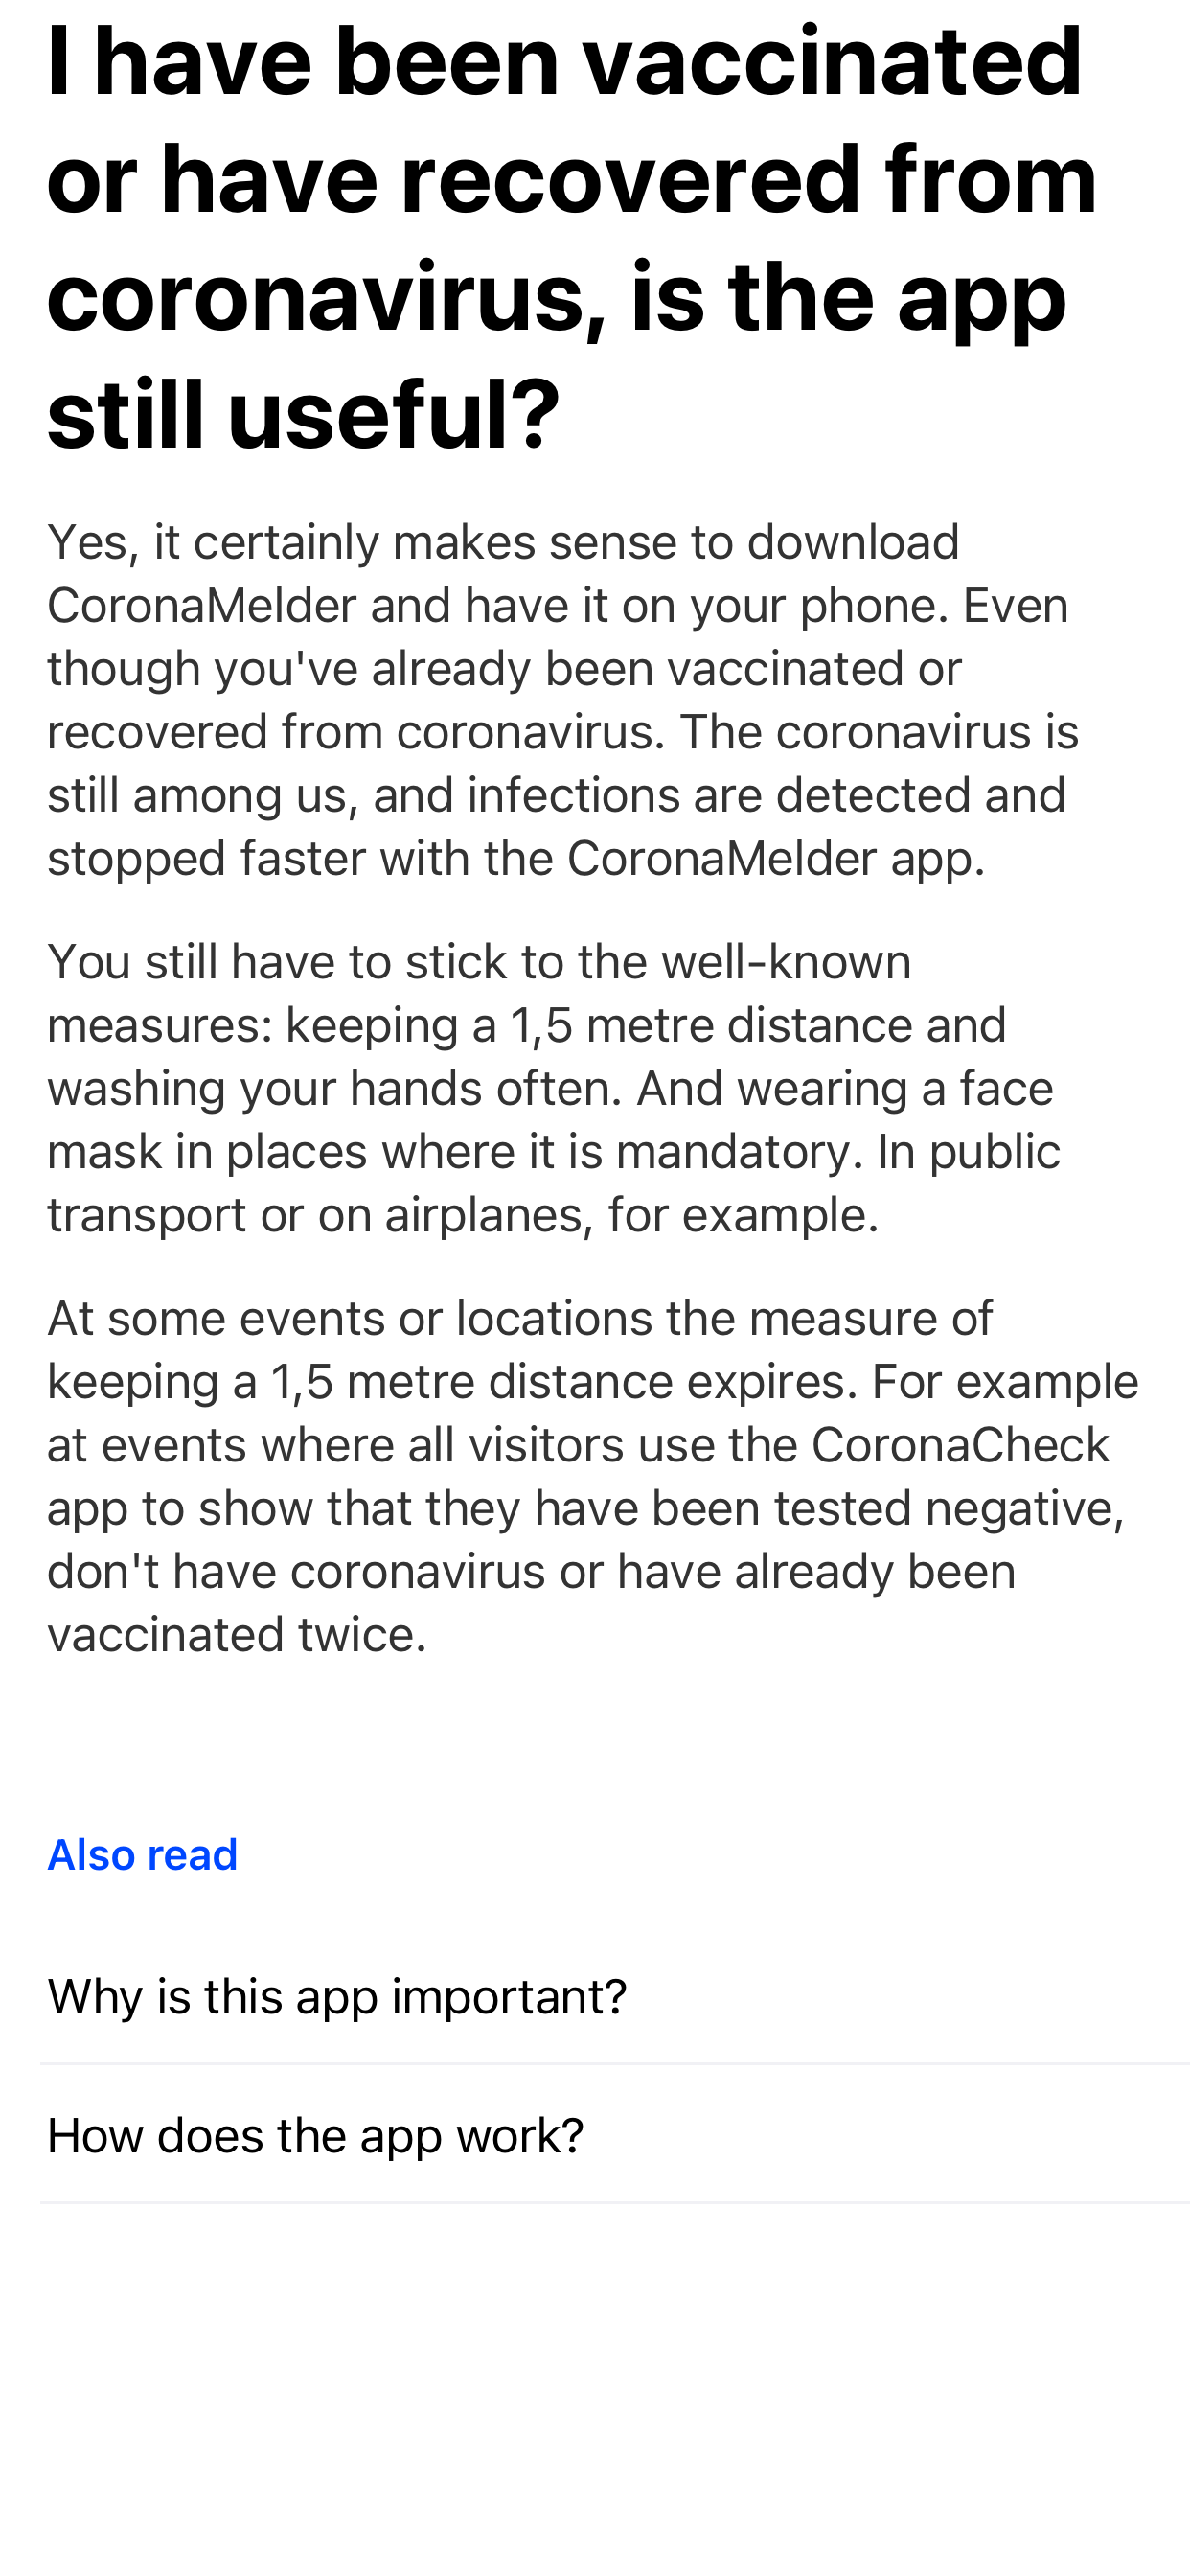 I have been vaccinated
or have recovered from
coronavirus, is the app
still useful?
Yes, it certainly makes sense to download
CoronaMelder and have it on your phone. Even
though you've already been vaccinated or
recovered from coronavirus. The coronavirus is
still among us, and infections are detected and
stopped faster with the CoronaMelder app.
You still have to stick to the well-known
measures: keeping a 1,5 metre distance and
washing your hands often. And wearing a face
mask in places where it is mandatory. In public
transport or on airplanes, for example.
At some events or locations the measure of
keeping a 1,5 metre distance expires. For example
at events where all visitors use the CoronaCheck
app to show that they have been tested negative,
don't have coronavirus or have already been
vaccinated twice.
Also read
Why is this app important?
How does the app work?